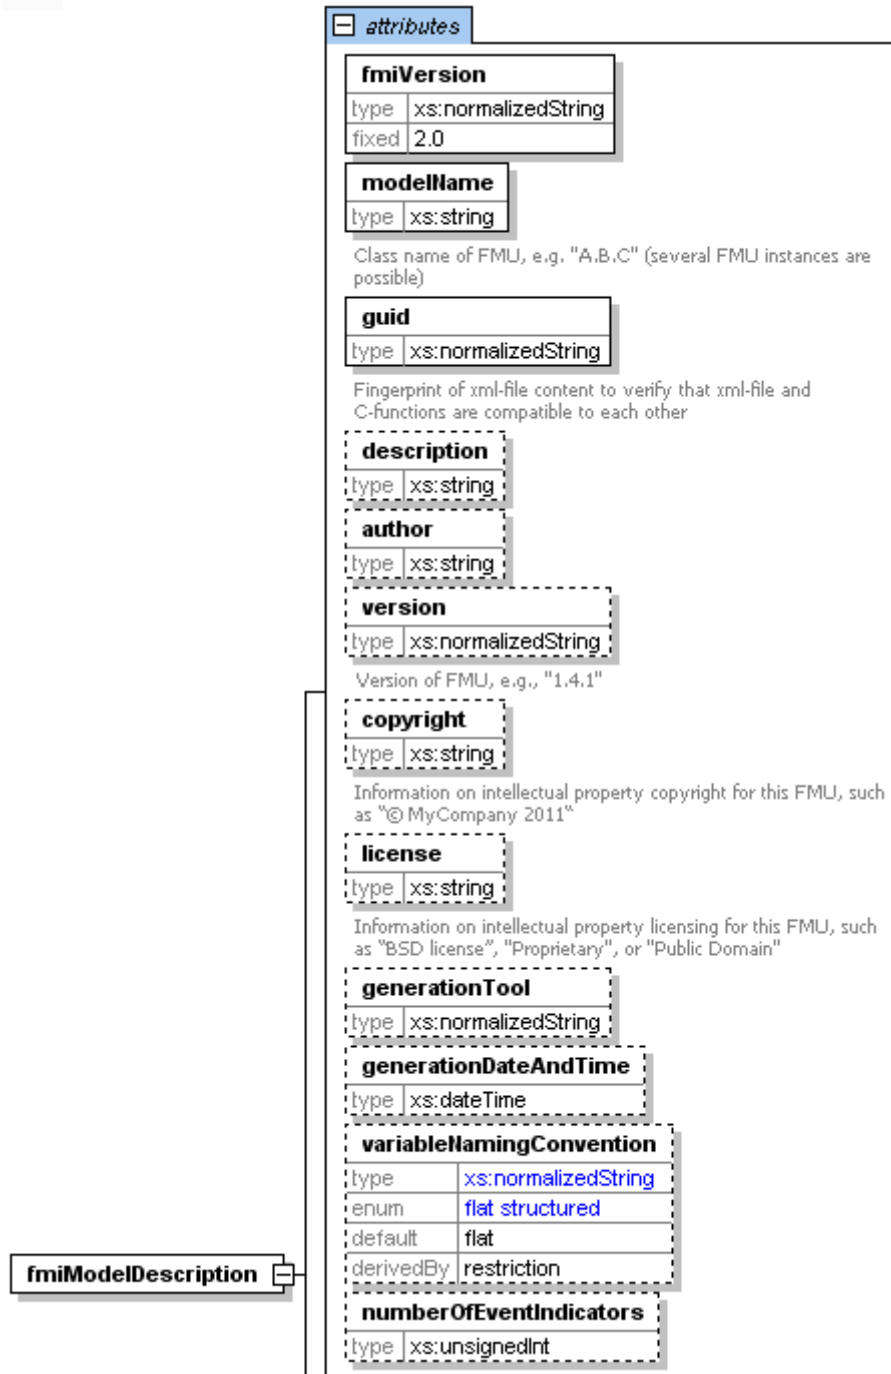 attributes
fmiVersion
type xs:normalizedString
fixed 2.0
modelName
type xs:string
Class name of FMU, e.g. "A.B.C" (several FMU instances are
possible)
guid
type xs:normalizedString
Fingerprint of xml-file content to verify that xml-file and
C-functions are compatible to each other
description
type xs:string
author
type xs:string
version
type xs:normalizedString
Version of FMU, e.g., "1.4.1"
copyright
type xs:string
Information on intellectual property copyright for this FMU, such
as “© MyCompany 2011“
license
type xs:string
Information on intellectual property licensing for this FMU, such
as “BSD license”, "Proprietary", or "Public Domain"
generationTool
type xs:normalizedString
generationDateAndTime
type xs:dateTime
variableNamingConvention
type xs:normalizedString
enum flat structured
default flat
derivedBy restriction
fmiModelDescription
numberOfEventIndicators
type xs:unsignedInt